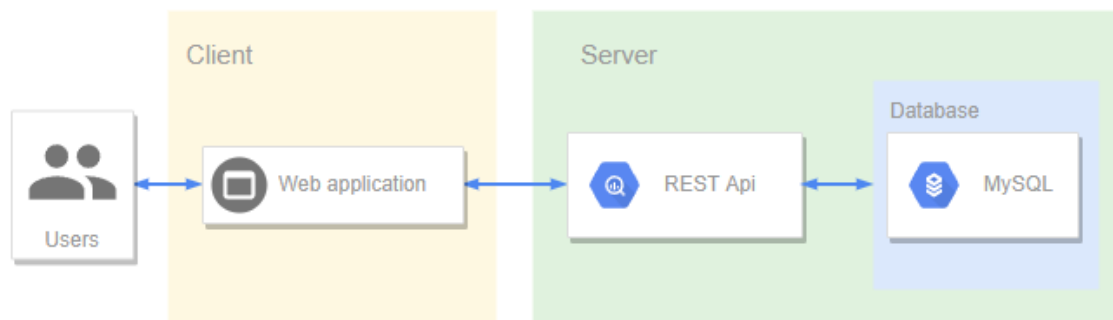 Client
Server
Database
Users
Web application
REST Api
MySQL